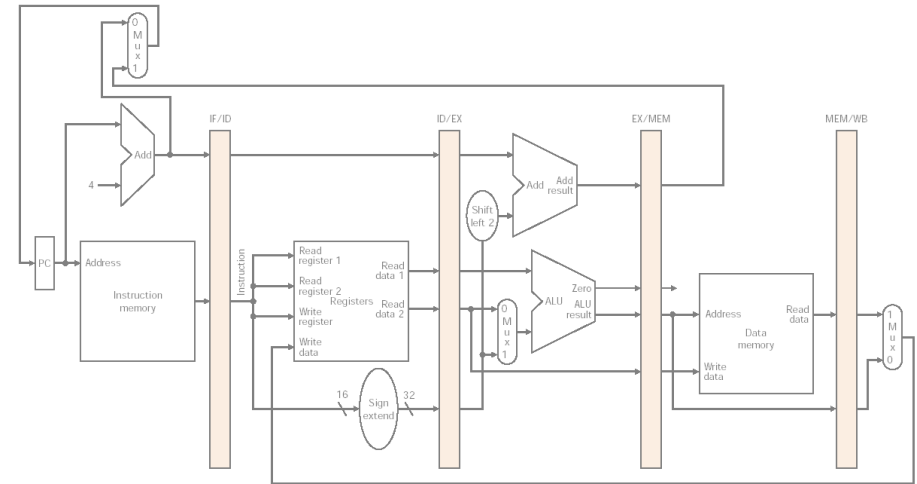 0
M
u
x
1
IF/ID
ID/EX
EX/MEM
MEM/WB
Add
4
Add
Add
result
Shift
left 2
PC
Address
Instruction
memory
Instruction
Read
register 1
Read
register 2
Write
register
Write
data
Registers
Read
data 1
Read
data 2
0
M
u
x
1
Zero
ALU
ALU
result
Address
Read
data
Data
memory
Write
data
1
M
u
x
0
16
Sign
extend
32